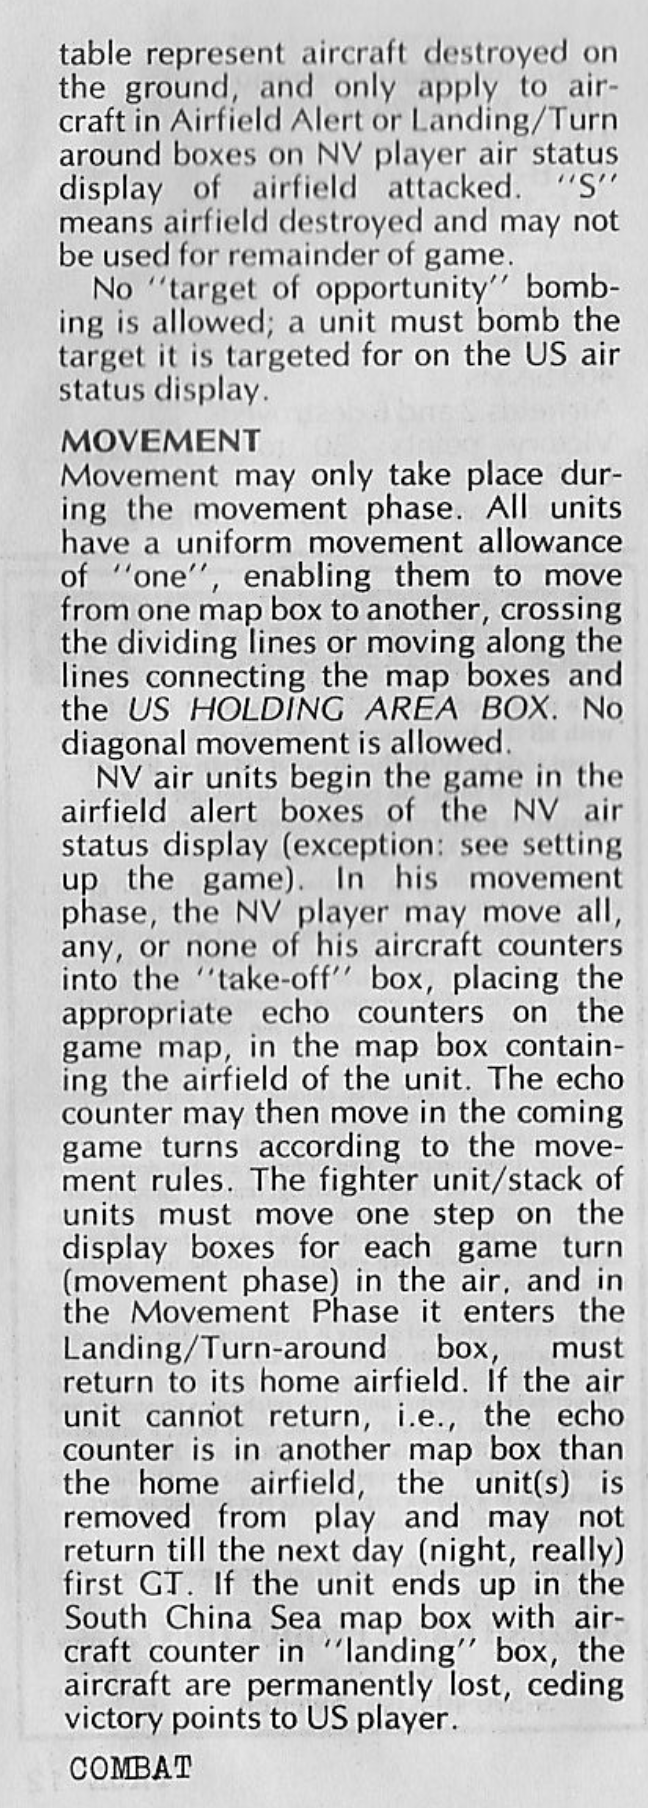 table represent aircraft destroyed on
the ground, and only apply to air-
craft in Airfield Alert or Landing/Turn
around boxes on NV player air status
display of airfield attacked. "S"
means airfield destroyed and may not
be used for remainder of game.
No "target of opportunity" bomb-
ing is allowed; a unit must bomb the
target it is targeted for on the US air
status display.
MOVEMENT
Movement may only take place dur-
ing the movement phase. All units
have a uniform movement allowance
of "one", enabling them to move
from one map box to another, crossing
the dividing lines or moving along the
lines connecting the map boxes and
the US HOLDING AREA BOX. No
diagonal movement is allowed.
NV air units begin the game in the
airfield alert boxes of the NV air
status display (exception: see setting
up the game). In his movement
phase, the NV player may move all,
any, or none of his aircraft counters
into the "take-off" box, placing the
appropriate echo counters on the
game map, in the map box contain-
ing the airfield of the unit. The echo
counter may then move in the coming
game turns according to the move-
ment rules. The fighter unit/stack of
units must move one step on the
display boxes for each game turn
(movement phase) in the air, and in
the Movement Phase it enters the
Landing/Turn-around box, must
return to its home airfield. If the air
unit cannot return, i.e., the echo
counter is in another map box than
the home airfield, the unit(s) is
removed from play and may not
return till the next day (night, really)
first GT. If the unit ends up in the
South China Sea map box with air-
craft counter in "landing" box, the
aircraft are permanently lost, ceding
victory points to US player.
COMBAT